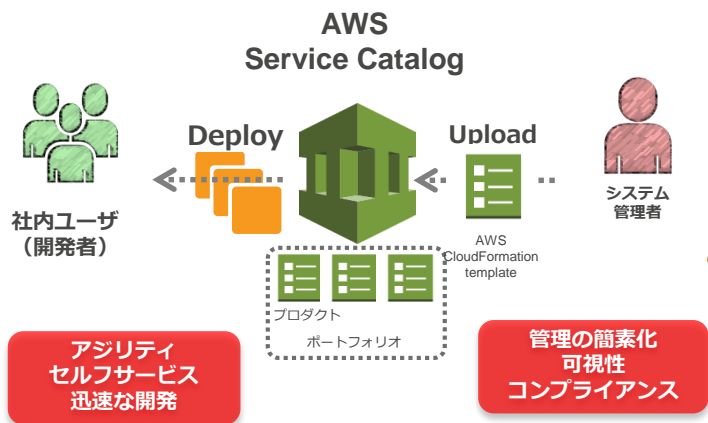 AWS
Service Catalog
Deploy
Upload
社内ユーザ
（開発者）
システム
管理者
AWS
CloudFormation
template
プロダクト
ポートフォリオ
アジリティ
セルフサービス
迅速な開発
管理の簡素化
可視性
コンプライアンス